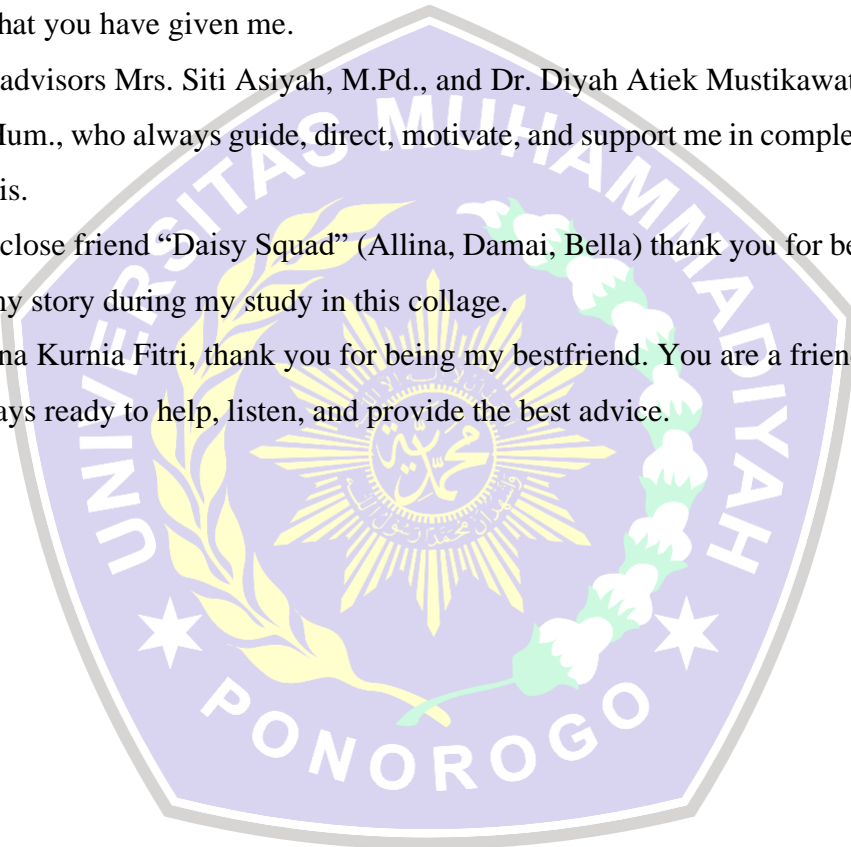 hat you have given me.
advisors Mrs. Siti Asiyah, M.Pd., and Dr. Diyah Atiek Mustikawat
Hum., who always guide, direct, motivate, and support me in comple
is.
close friend “Daisy Squad” (Allina, Damai, Bella) thank you for be
ny story during my study in this collage.
na Kurnia Fitri, thank you for being my bestfriend. You are a friend
ays ready to help, listen, and provide the best advice.
UNIVERSITAS MUHAMMADIYAH
PONOROGO
محمدية